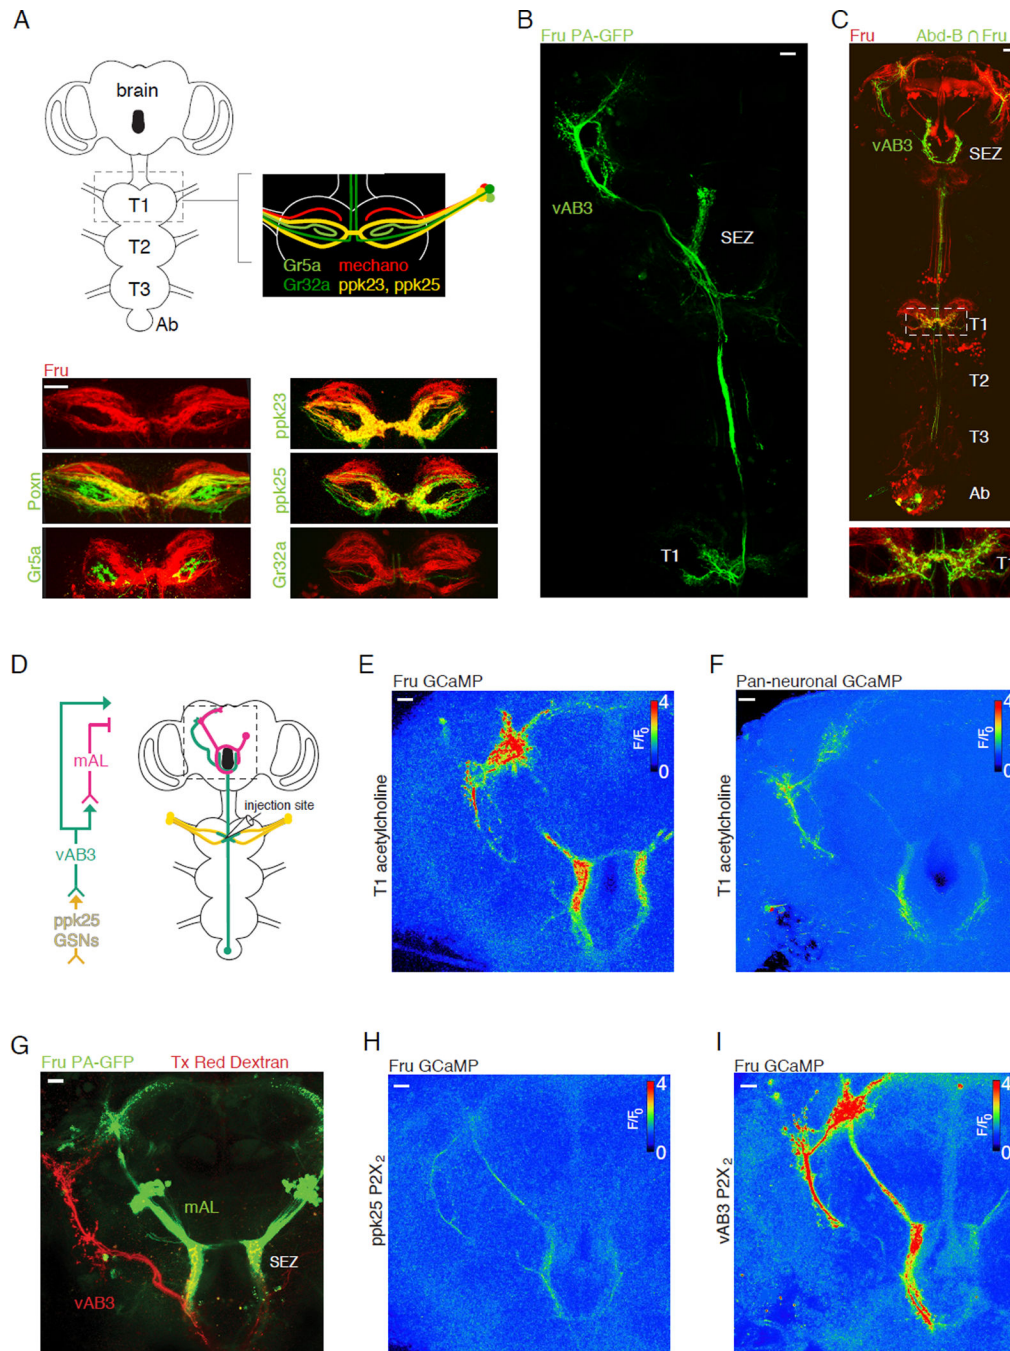 A
brain
T1
T2
T3
Ab
Gr5a mechano
Gr32a ppk23, ppk25
Fru
Poxn
Gr5a
ppk23
ppk25
Gr32a
B
Fru PA-GFP
vAB3
SEZ
T1
C
Fru Abd-B ∩ Fru
vAB3
SEZ
T1
T2
T3
Ab
T1
D
mAL
vAB3
ppk25
GSNs
injection site
E
Fru GCaMP
T1 acetylcholine
4
F/F0
0
F
Pan-neuronal GCaMP
T1 acetylcholine
4
F/F0
0
G
Fru PA-GFP Tx Red Dextran
mAL
SEZ
vAB3
H
Fru GCaMP
ppk25 P2X2
4
F/F0
0
I
Fru GCaMP
vAB3 P2X2
4
F/F0
0